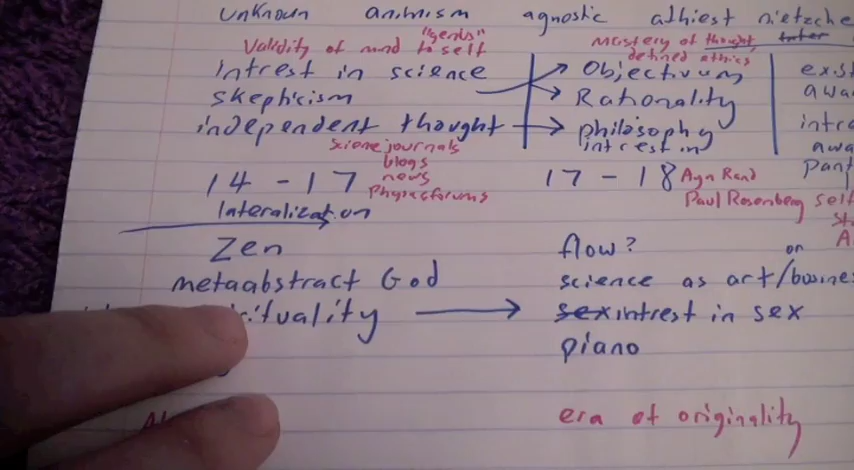 unknown animism agnostic athiest nietzche
"genius"
Validity of mind to self
Mastery of thought,
defined ethics
intrest in science
Objectivism
exist
skepticism
Rationality
awa
independent thought
philosophy
intrest in
intro
awa
science journals
blogs
news
physicsforums
14 - 17
17 - 18
Ayn Rand
Paul Rosenberg
pant
self
lateralization
Zen
flow?
on
metaabstract God
science as art/busines
ituality
sex intrest in sex
piano
era of originality